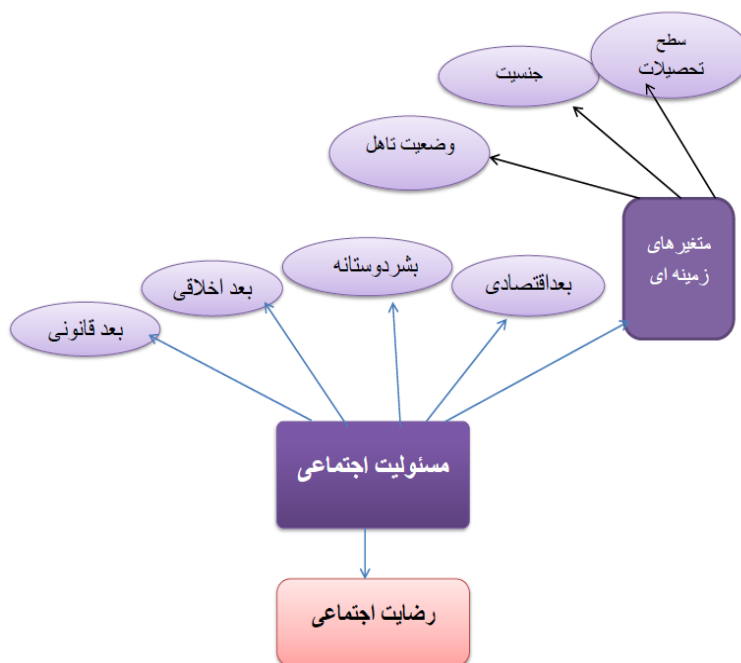 سطح
تحصیلات
جنسیت
وضعیت تاهل
متغیرهای
زمینه ای
بشردوستانه
بعداقتصادی
بعد اخلاقی
بعد قانونی
مسئولیت اجتماعی
رضایت اجتماعی